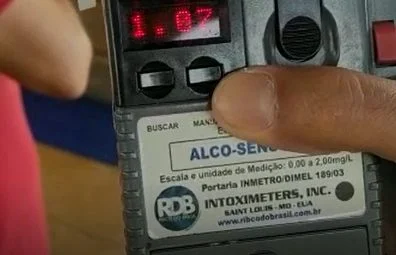 1.07
BUSCAR
ALCO-SENS
Escala e unidade de Medição: 0,00 a 2,00mg/L
Portaria INMETRO/DIMEL 189/03
RDB
INTOXIMETERS, INC.
SAINT LOUIS - MO - EUA
www.ribcodobrasil.com.br